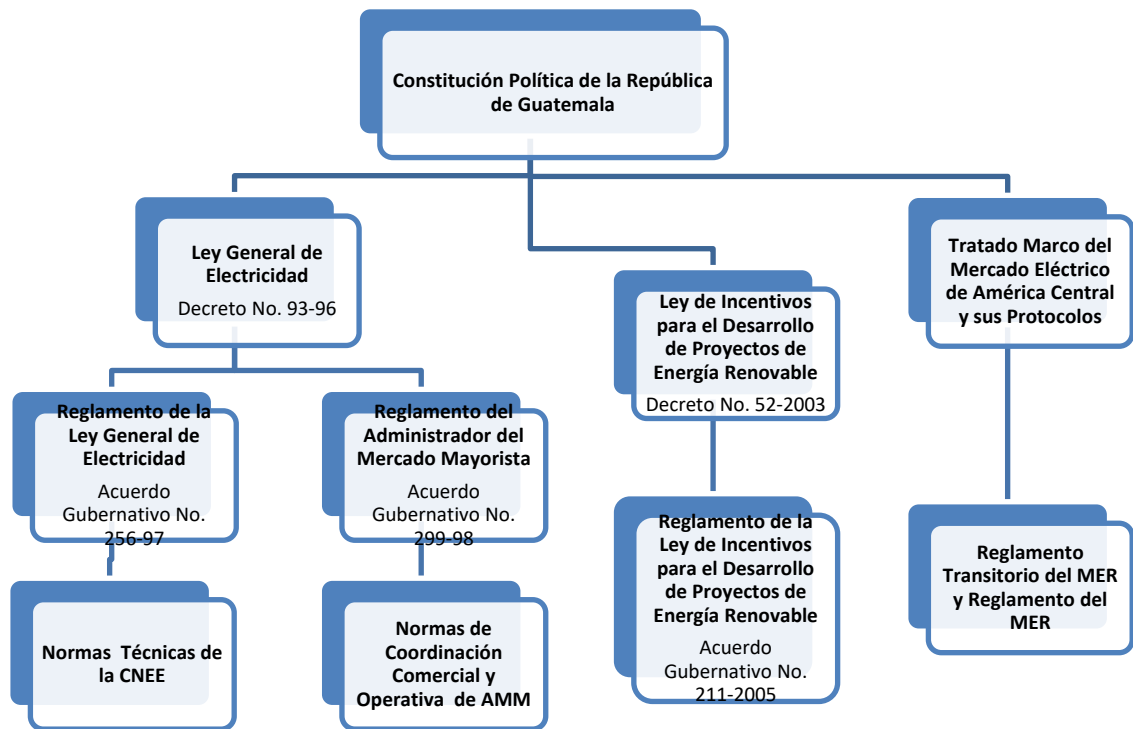 Constitución Política de la República
de Guatemala
Ley General de
Electricidad
Decreto No. 93-96
Ley de Incentivos
para el Desarrollo
de Proyectos de
Energía Renovable
Decreto No. 52-2003
Tratado Marco del
Mercado Eléctrico
de América Central
y sus Protocolos
Reglamento de la
Ley General de
Electricidad
Acuerdo
Gubernativo No.
256-97
Reglamento del
Administrador del
Mercado Mayorista
Acuerdo
Gubernativo No.
299-98
Reglamento de la
Ley de Incentivos
para el Desarrollo
de Proyectos de
Energía Renovable
Acuerdo
Gubernativo No.
211-2005
Reglamento
Transitorio del MER
y Reglamento del
MER
Normas Técnicas de
la CNEE
Normas de
Coordinación
Comercial y
Operativa de AMM